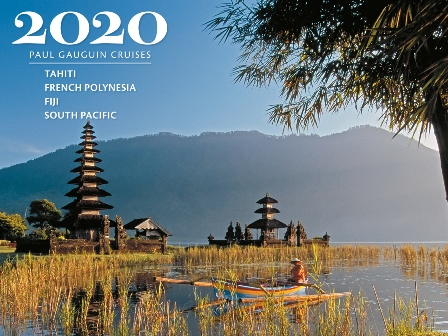 2020
PAUL GAUGUIN CRUISES
TAHITI
FRENCH POLYNESIA
FIJI
SOUTH PACIFIC